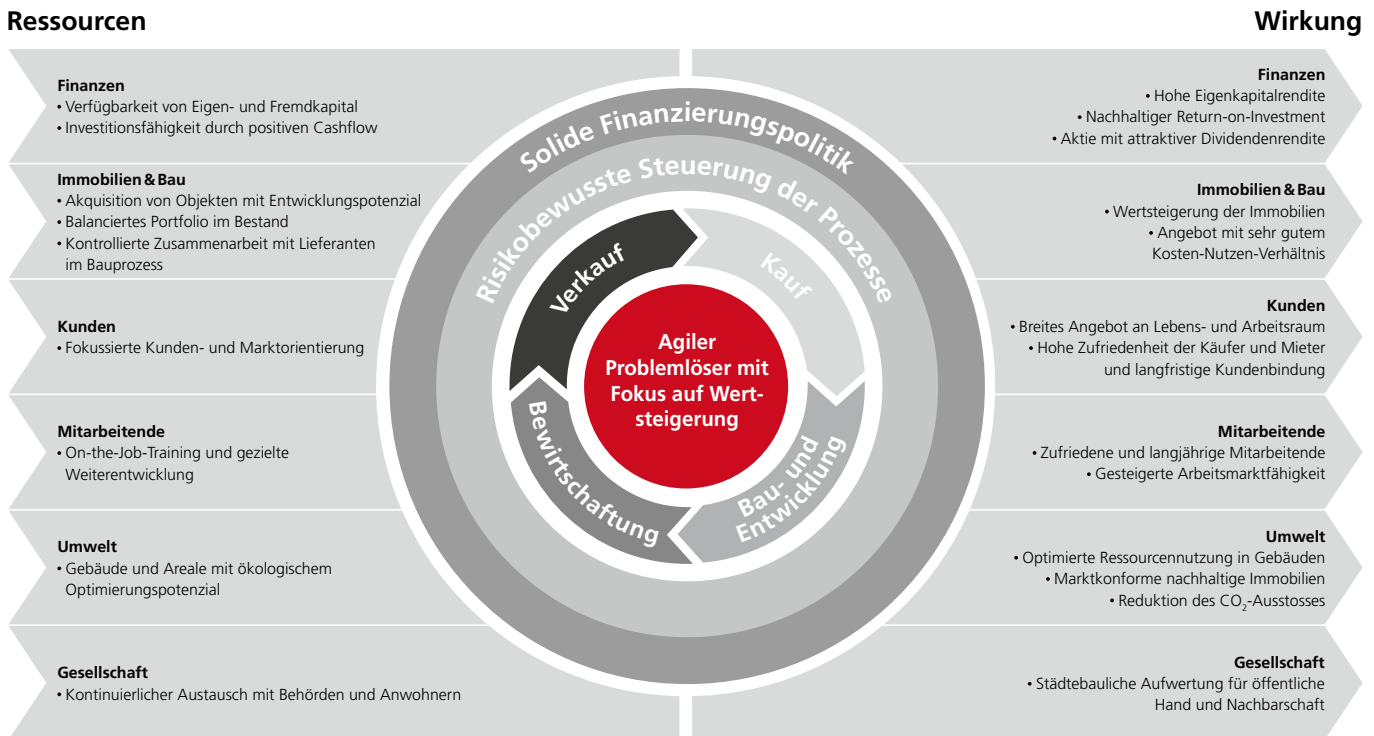 Ressourcen
Wirkung
Finanzen
• Verfügbarkeit von Eigen- und Fremdkapital
• Investitionsfähigkeit durch positiven Cashflow
Immobilien & Bau
• Akquisition von Objekten mit Entwicklungspotenzial
• Balanciertes Portfolio im Bestand
• Kontrollierte Zusammenarbeit mit Lieferanten
im Bauprozess
Kunden
• Fokussierte Kunden- und Marktorientierung
Mitarbeitende
• On-the-Job-Training und gezielte
Weiterentwicklung
Umwelt
• Gebäude und Areale mit ökologischem
Optimierungspotenzial
Gesellschaft
• Kontinuierlicher Austausch mit Behörden und Anwohnern
Solide Finanzierungspolitik
Risikobewusste Steuerung der Prozesse
Verkauf
Kauf
Bau- und
Entwicklung
Bewirtschaftung
Agiler
Problemlöser mit
Fokus auf Wert-
steigerung
Finanzen
• Hohe Eigenkapitalrendite
• Nachhaltiger Return-on-Investment
• Aktie mit attraktiver Dividendenrendite
Immobilien & Bau
• Wertsteigerung der Immobilien
• Angebot mit sehr gutem
Kosten-Nutzen-Verhältnis
Kunden
• Breites Angebot an Lebens- und Arbeitsraum
• Hohe Zufriedenheit der Käufer und Mieter
und langfristige Kundenbindung
Mitarbeitende
• Zufriedene und langjährige Mitarbeitende
• Gesteigerte Arbeitsmarktfähigkeit
Umwelt
• Optimierte Ressourcennutzung in Gebäuden
• Marktkonforme nachhaltige Immobilien
• Reduktion des CO₂-Ausstosses
Gesellschaft
• Städtebauliche Aufwertung für öffentliche
Hand und Nachbarschaft